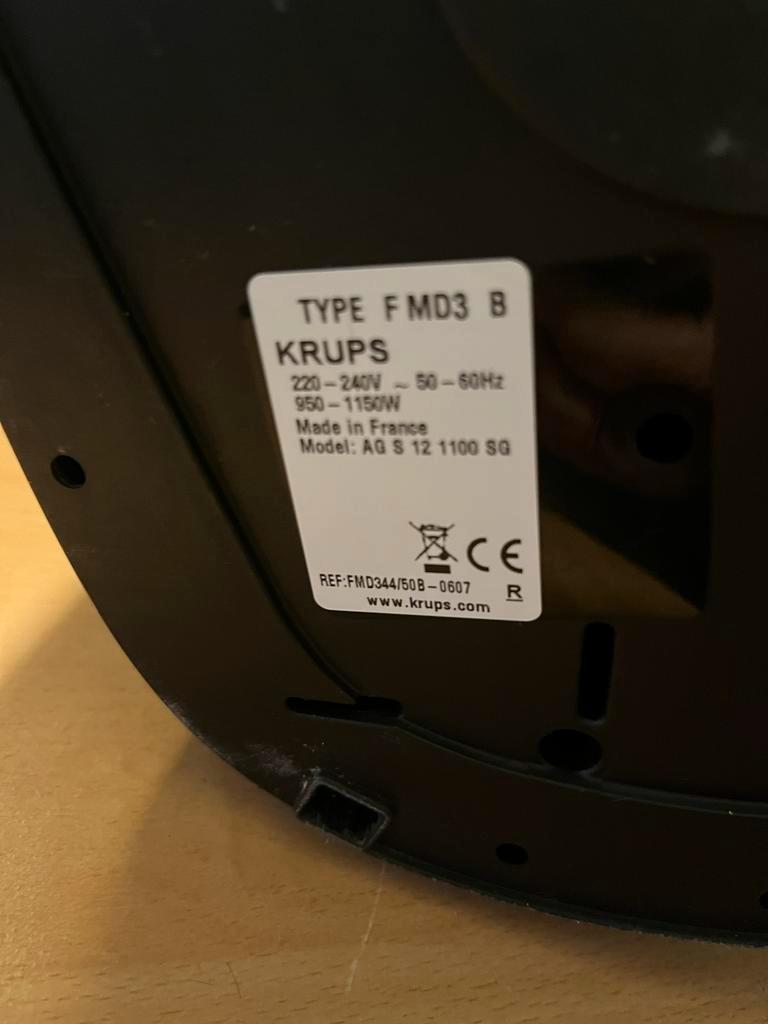 TYPE F MD3 B
KRUPS
220-240V ~ 50-60Hz
950-1150W
Made in France
Model: AG S 12 1100 SG
CE
REF:FMD344/50B-0607 R
www.krups.com